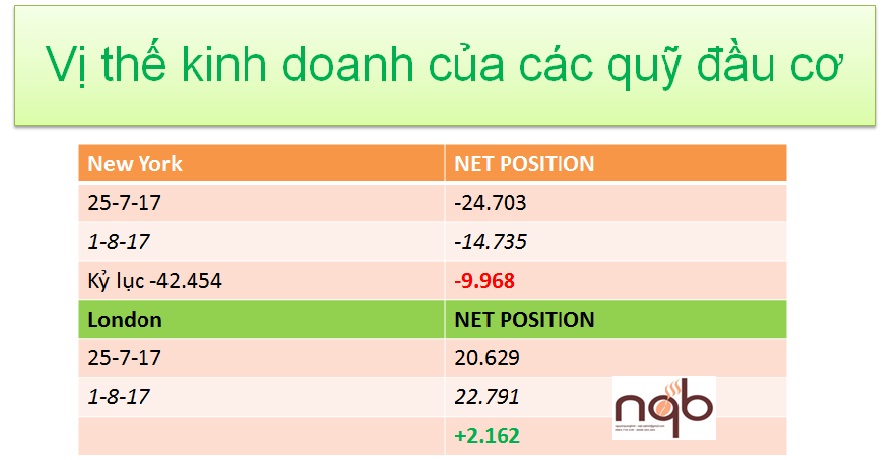 Vị thế kinh doanh của các quỹ đầu cơ
New York NET POSITION
25-7-17 -24.703
1-8-17 -14.735
Kỷ lục -42.454 -9.968
London NET POSITION
25-7-17 20.629
1-8-17 22.791
+2.162
nqb